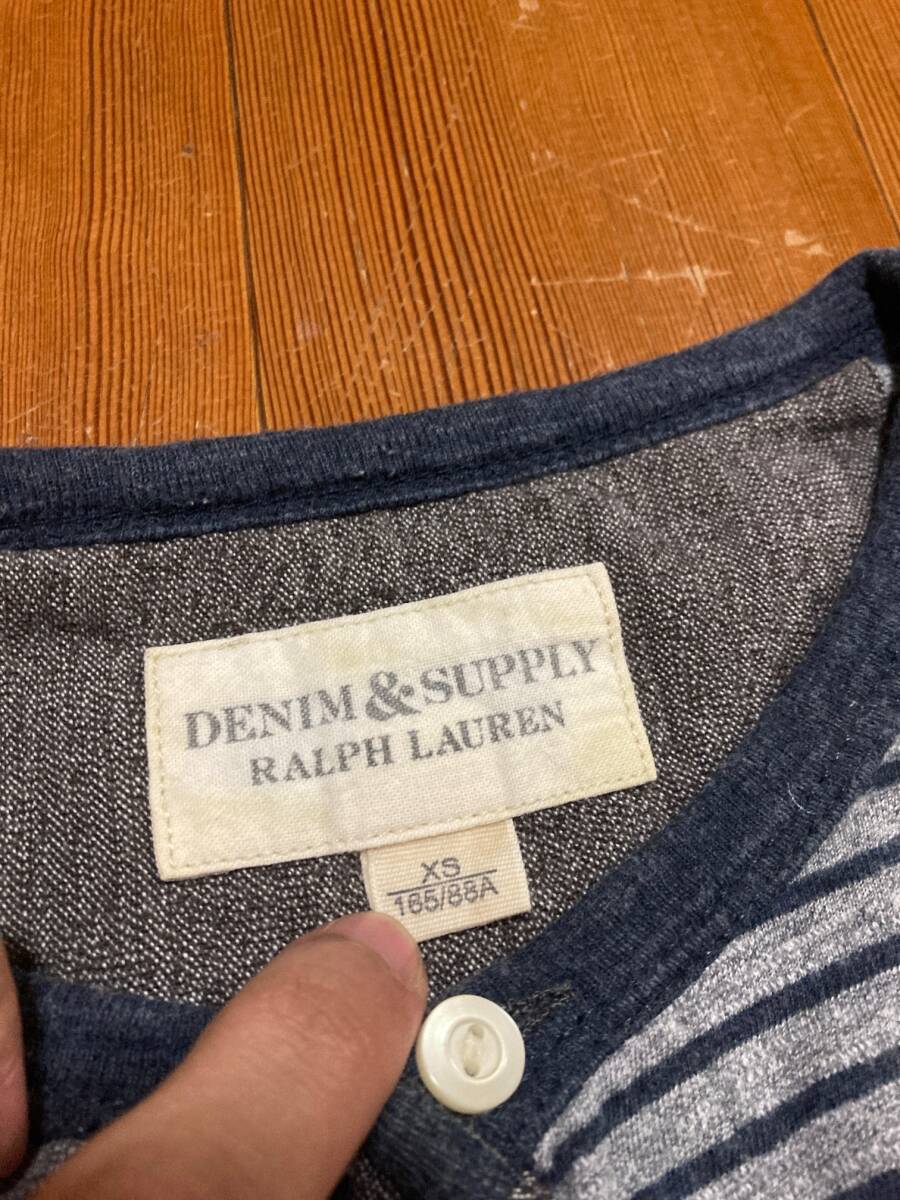 DENIM & SUPPLY
RALPH LAUREN
XS
165/88A